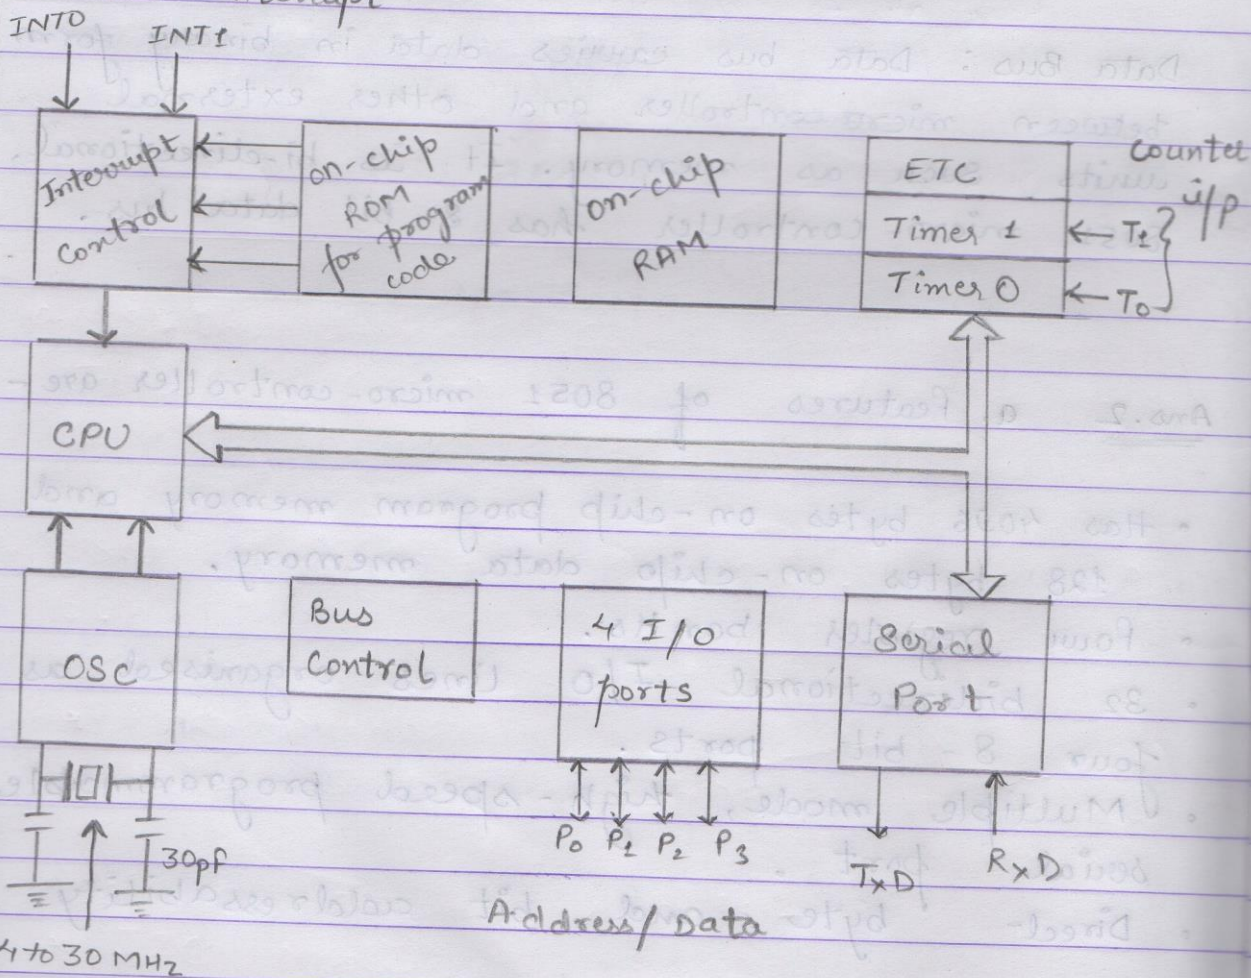 INT0
INT1
Interrupt
Control
on-chip
ROM
for program
code
on-chip
RAM
ETC
Timer 1
Timer 0
Counter
i/p
T1
T0
CPU
OSC
Bus
Control
4 I/O
ports
Serial
Port
30pf
4 to 30 MHz
P0 P1 P2 P3
Address/Data
TxD
RxD